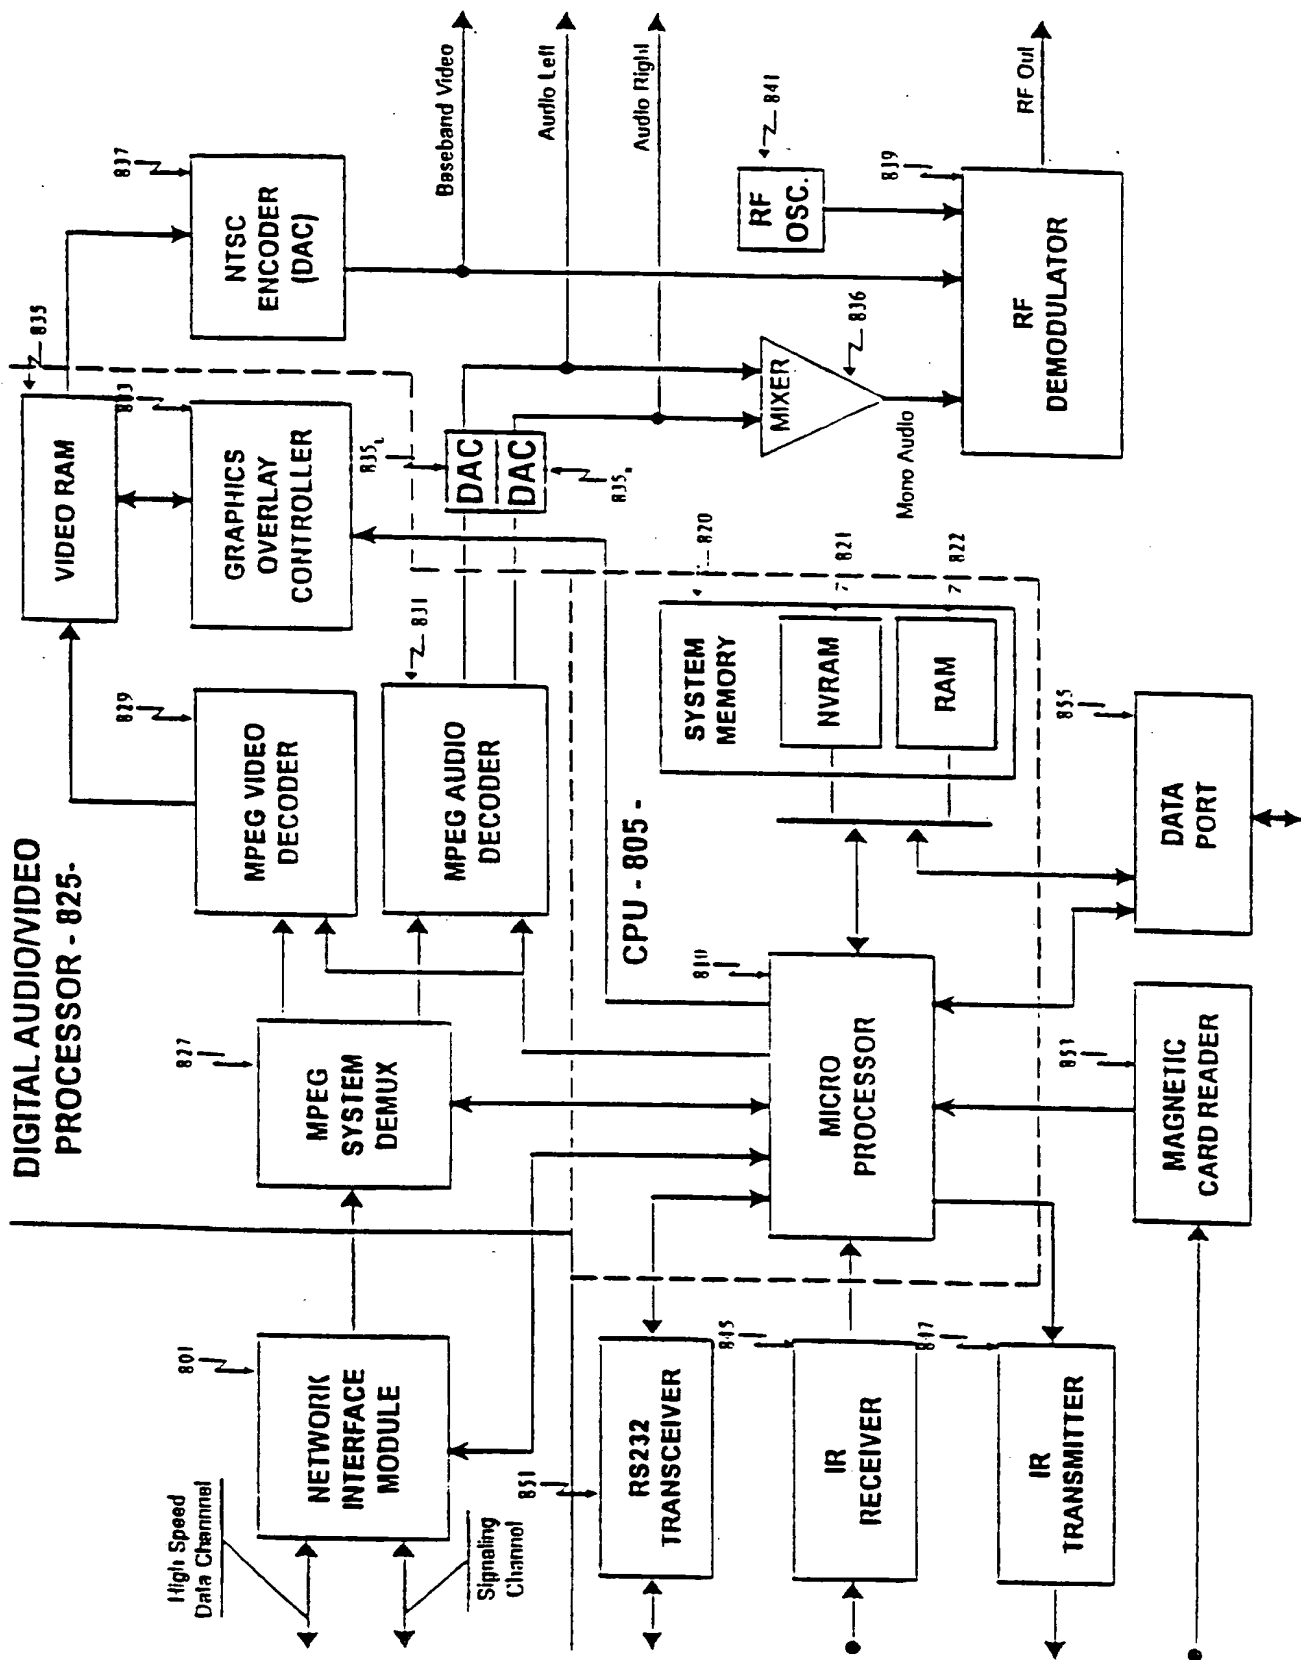 DIGITAL AUDIO/VIDEO
PROCESSOR - 825-
High Speed
Data Channel
Signaling
Channel
801
NETWORK
INTERFACE
MODULE
827
MPEG
SYSTEM
DEMUX
829
MPEG VIDEO
DECODER
831
MPEG AUDIO
DECODER
835
VIDEO RAM
833
GRAPHICS
OVERLAY
CONTROLLER
837
NTSC
ENCODER
(DAC)
Baseband Video
Audio Left
Audio Right
835L
DAC
DAC
835R
MIXER
836
Mono Audio
RF
OSC.
841
839
RF
DEMODULATOR
RF Out
CPU - 805 -
810
MICRO
PROCESSOR
820
SYSTEM
MEMORY
NVRAM
821
RAM
822
851
RS232
TRANSCEIVER
845
IR
RECEIVER
847
IR
TRANSMITTER
853
MAGNETIC
CARD READER
855
DATA
PORT